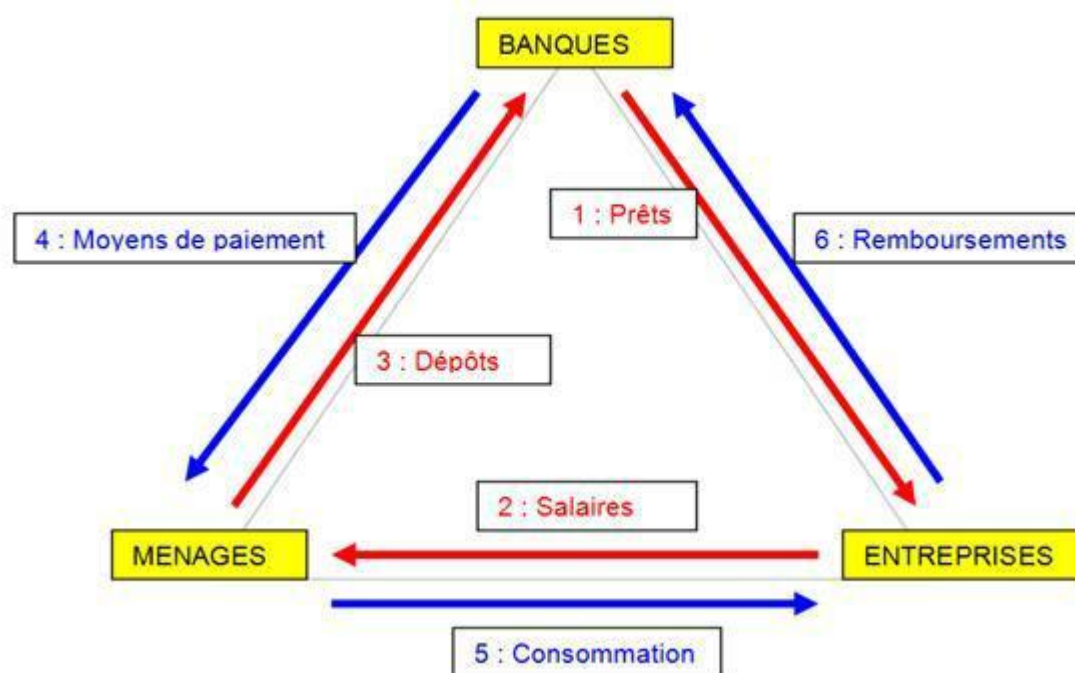 BANQUES
4 : Moyens de paiement
1 : Prêts
6 : Remboursements
3 : Dépôts
2 : Salaires
MENAGES
ENTREPRISES
5 : Consommation